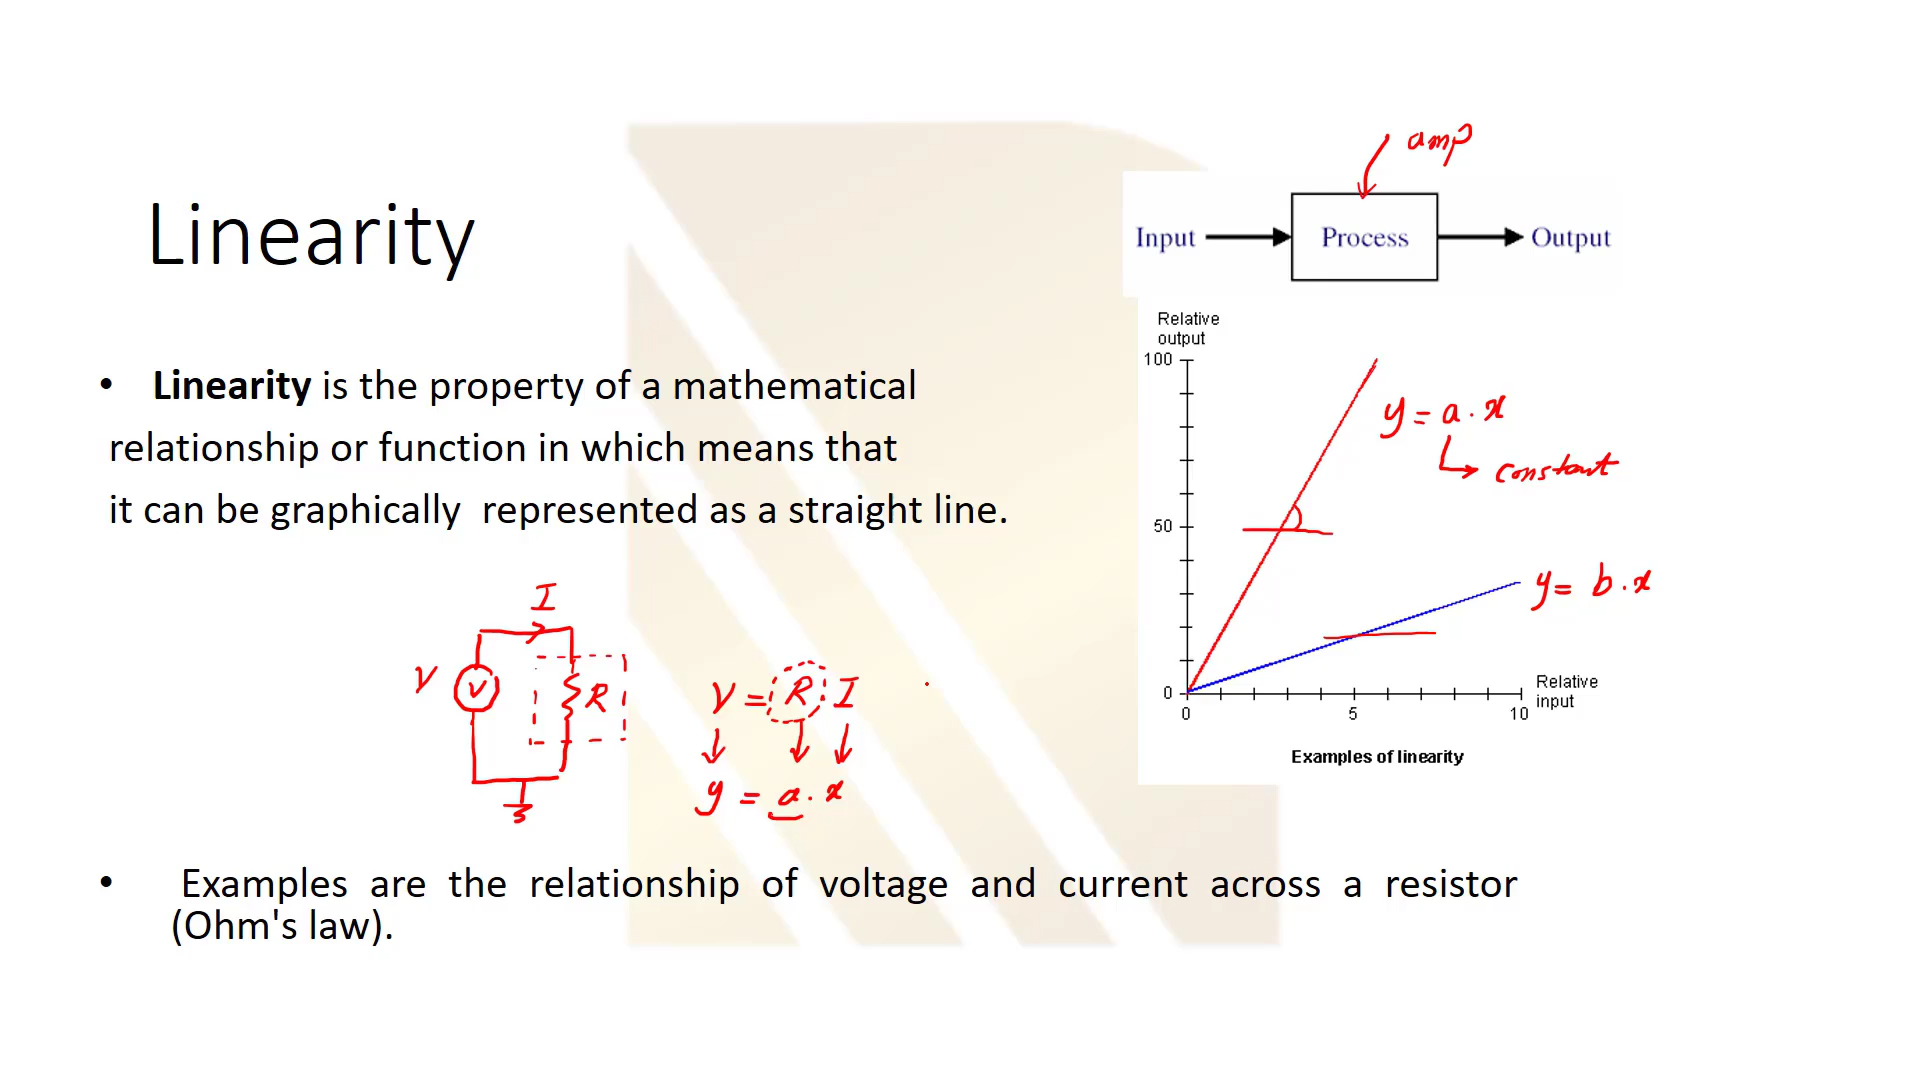 Linearity
• Linearity is the property of a mathematical
relationship or function in which means that
it can be graphically represented as a straight line.
I
V
V
R
V = R I
y = a . x
amp
Input
Process
Output
Relative
output
100
50
0
0
5
10
y = a . x
constant
y = b . x
Relative
input
Examples of linearity
• Examples are the relationship of voltage and current across a resistor
(Ohm's law).